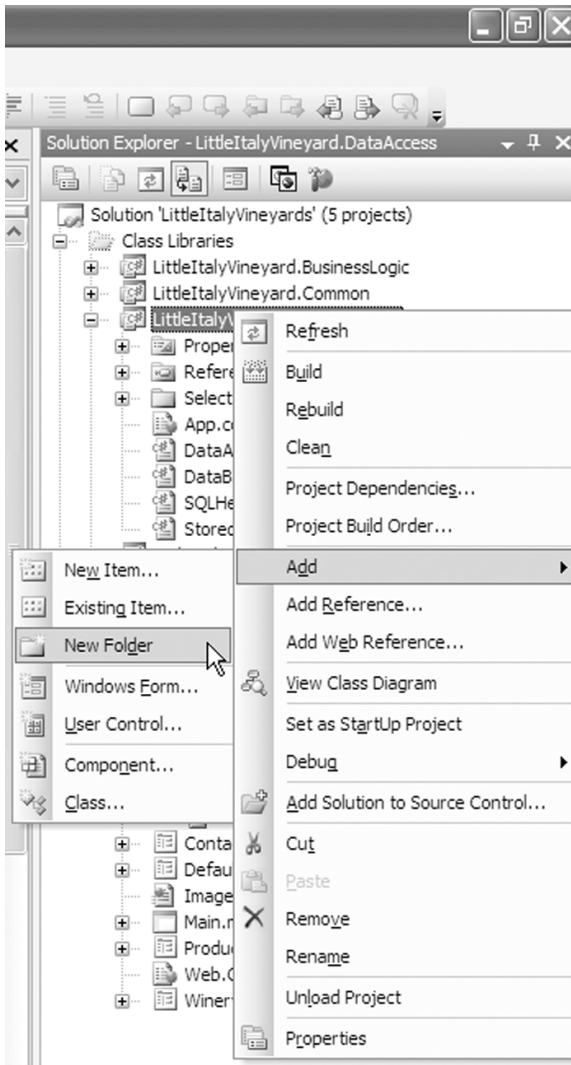 Solution Explorer - LittleItalyVineyard.DataAccess
Solution 'LittleItalyVineyards' (5 projects)
Class Libraries
LittleItalyVineyard.BusinessLogic
LittleItalyVineyard.Common
LittleItalyV
Proper
Refere
Select
App.co
DataA
DataB
SQLHe
Stored
Refresh
Build
Rebuild
Clean
Project Dependencies...
Project Build Order...
Add
Add Reference...
Add Web Reference...
View Class Diagram
Set as StartUp Project
Debug
Add Solution to Source Control...
Cut
Paste
Remove
Rename
Unload Project
Properties
New Item...
Existing Item...
New Folder
Windows Form...
User Control...
Component...
Class...
Conta
Defau
Image
Main.m
Produc
Web.C
Winer